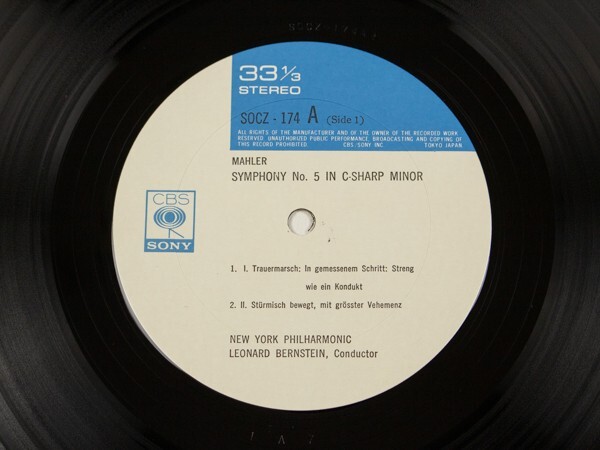 33 1/3
STEREO
SOCZ - 174 A (Side 1)
ALL RIGHTS OF THE MANUFACTURER AND OF THE OWNER OF THE RECORDED WORK
RESERVED. UNAUTHORIZED PUBLIC PERFORMANCE, BROADCASTING AND COPYING OF
THIS RECORD PROHIBITED. CBS/SONY INC. TOKYO JAPAN
MAHLER
SYMPHONY No. 5 IN C-SHARP MINOR
CBS
SONY
1. I. Trauermarsch: In gemessenem Schritt; Streng
wie ein Kondukt
2. II. Stürmisch bewegt, mit grösster Vehemenz
NEW YORK PHILHARMONIC
LEONARD BERNSTEIN, Conductor